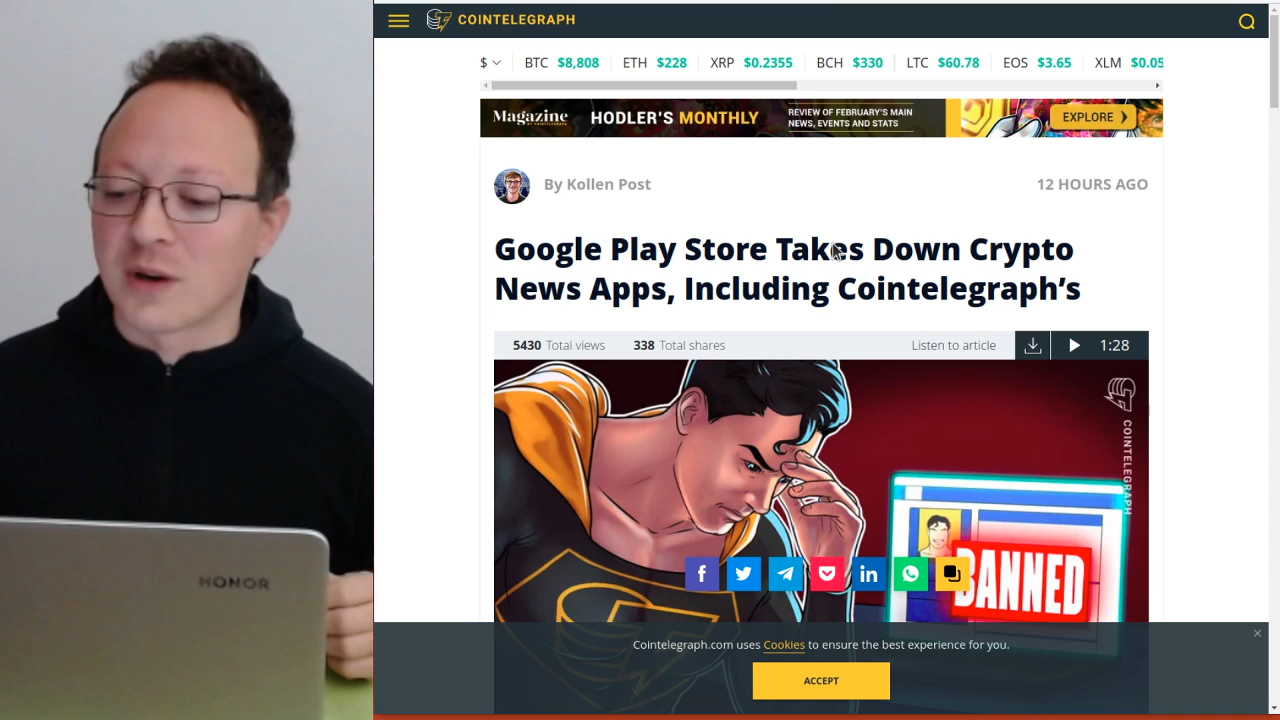 COINTELEGRAPH
$ BTC $8,808 ETH $228 XRP $0.2355 BCH $330 LTC $60.78 EOS $3.65 XLM $0.05
Magazine HODLER'S MONTHLY REVIEW OF FEBRUARY'S MAIN
NEWS, EVENTS AND STATS
EXPLORE
By Kollen Post 12 HOURS AGO
Google Play Store Takes Down Crypto
News Apps, Including Cointelegraph's
5430 Total views 338 Total shares Listen to article 1:28
COINTELEGRAPH
BANNED
HONOR
Cointelegraph.com uses Cookies to ensure the best experience for you.
ACCEPT